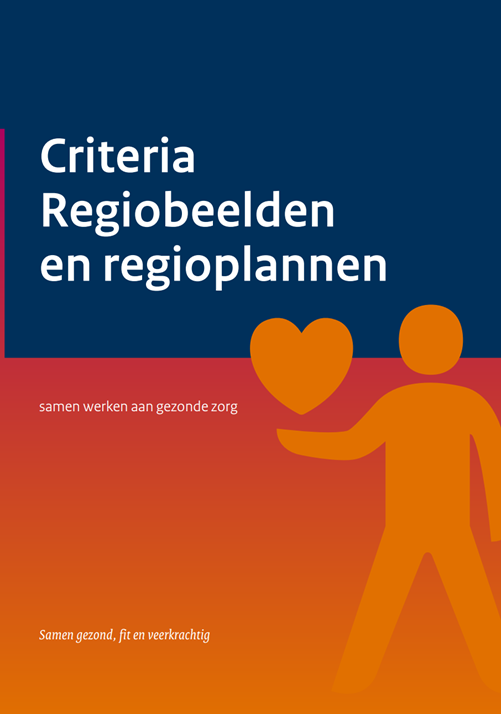 Criteria
Regiobeelden
en regioplannen
samen werken aan gezonde zorg
Samen gezond, fit en veerkrachtig